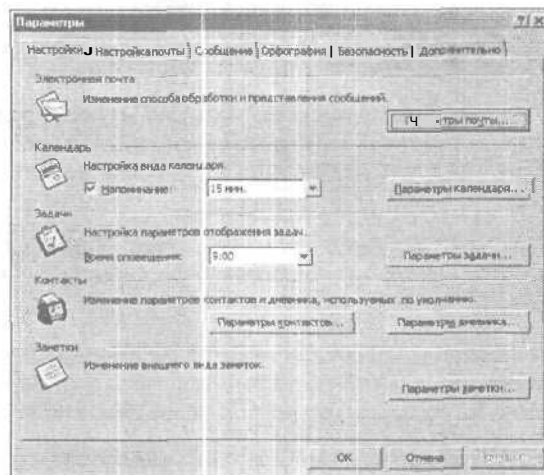 Параметры ? X
Настройки Настройка почты Сообщение Орфография Безопасность Дополнительно
Электронная почта
Изменение способа обработки и представления сообщений.
почты...
Календарь
Настройка вида календаря.
Напоминание: 15 мин. Параметры календаря...
Задачи
Настройка параметров отображения задач.
Время оповещения: 9:00 Параметры задачи...
Контакты
Изменение параметров контактов и дневника, используемых по умолчанию.
Параметры контактов... Параметры дневника...
Заметки
Изменение внешнего вида заметок.
Параметры заметки...
OK Отмена